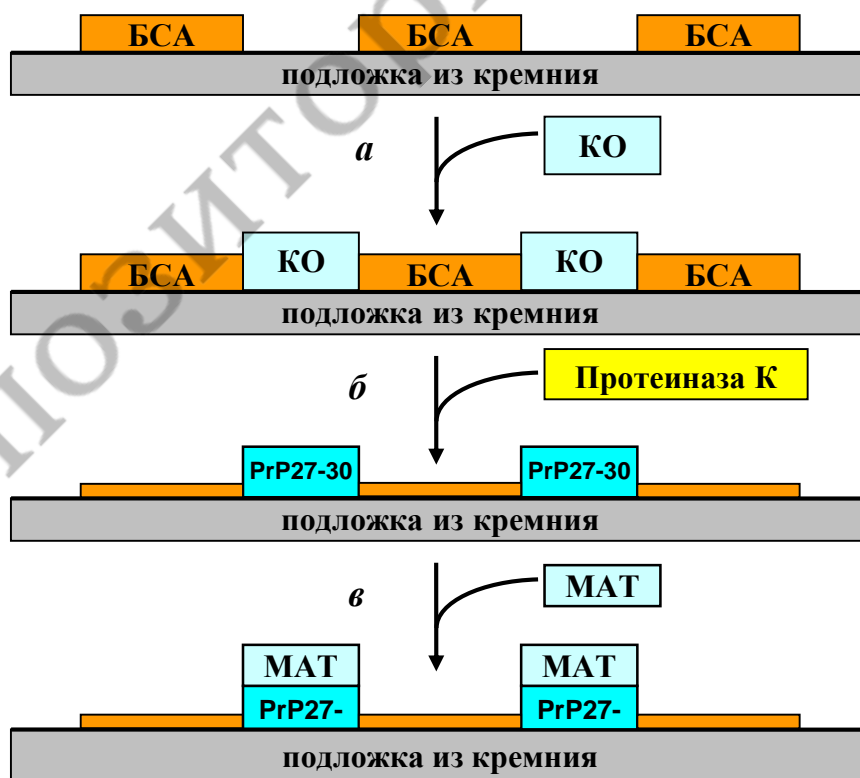 БСА БСА БСА
подложка из кремния
а
КО
БСА КО БСА КО БСА
подложка из кремния
б
Протеиназа К
PrP27-30 PrP27-30
подложка из кремния
в
МАТ
МАТ МАТ
PrP27- PrP27-
подложка из кремния